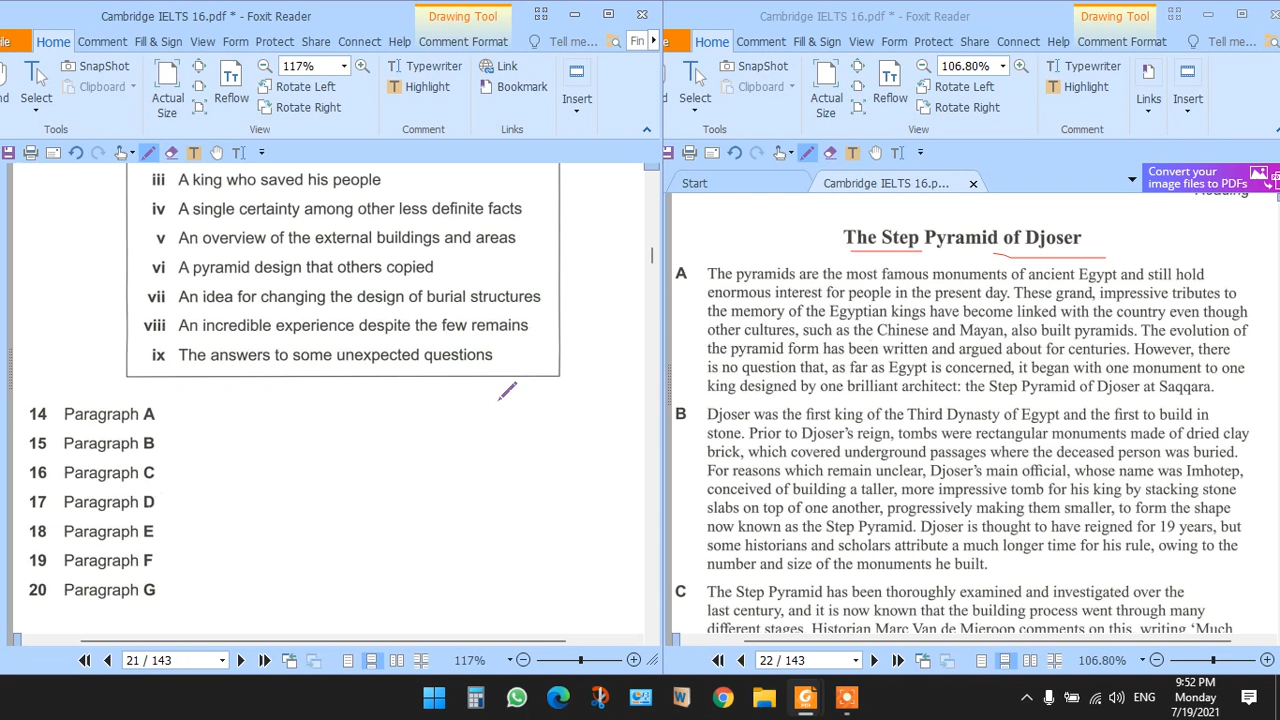 Cambridge IELTS 16.pdf * - Foxit Reader
Drawing Tool
File Home Comment Fill & Sign View Form Protect Share Connect Help Comment Format Tell me... Fin
SnapShot
Clipboard
Select
Actual Size
Reflow
117%
Rotate Left
Rotate Right
Typewriter
Highlight
Link
Bookmark
Insert
Tools View Comment Links
iii A king who saved his people
iv A single certainty among other less definite facts
v An overview of the external buildings and areas
vi A pyramid design that others copied
vii An idea for changing the design of burial structures
viii An incredible experience despite the few remains
ix The answers to some unexpected questions
14 Paragraph A
15 Paragraph B
16 Paragraph C
17 Paragraph D
18 Paragraph E
19 Paragraph F
20 Paragraph G
21 / 143
117%
Cambridge IELTS 16.pdf * - Foxit Reader
Drawing Tool
Home Comment Fill & Sign View Form Protect Share Connect Help Comment Format Tell me...
SnapShot
Clipboard
Select
Actual Size
Reflow
106.80%
Rotate Left
Rotate Right
Typewriter
Highlight
Links
Insert
Tools View Comment
Start
Cambridge IELTS 16.p...
Convert your
image files to PDFs
Reading
The Step Pyramid of Djoser
A The pyramids are the most famous monuments of ancient Egypt and still hold
enormous interest for people in the present day. These grand, impressive tributes to
the memory of the Egyptian kings have become linked with the country even though
other cultures, such as the Chinese and Mayan, also built pyramids. The evolution of
the pyramid form has been written and argued about for centuries. However, there
is no question that, as far as Egypt is concerned, it began with one monument to one
king designed by one brilliant architect: the Step Pyramid of Djoser at Saqqara.
B Djoser was the first king of the Third Dynasty of Egypt and the first to build in
stone. Prior to Djoser's reign, tombs were rectangular monuments made of dried clay
brick, which covered underground passages where the deceased person was buried.
For reasons which remain unclear, Djoser's main official, whose name was Imhotep,
conceived of building a taller, more impressive tomb for his king by stacking stone
slabs on top of one another, progressively making them smaller, to form the shape
now known as the Step Pyramid. Djoser is thought to have reigned for 19 years, but
some historians and scholars attribute a much longer time for his rule, owing to the
number and size of the monuments he built.
C The Step Pyramid has been thoroughly examined and investigated over the
last century, and it is now known that the building process went through many
different stages. Historian Marc Van de Mieroop comments on this, writing 'Much
22 / 143
106.80%
ENG
9:52 PM
Monday
7/19/2021